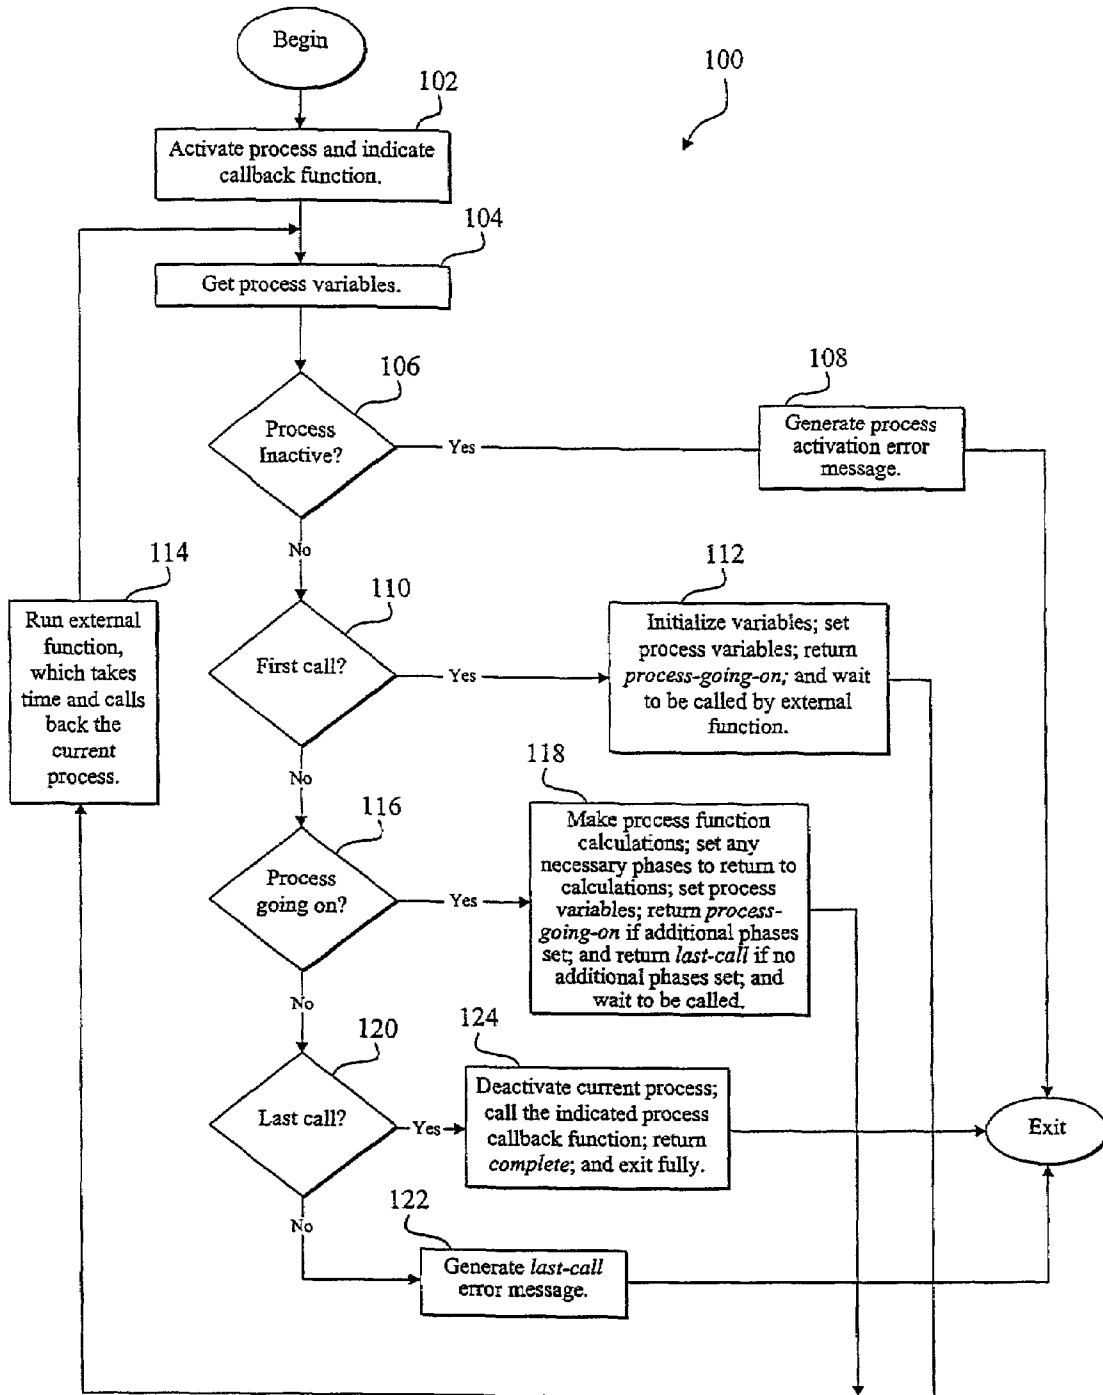 Begin
100
102
Activate process and indicate
callback function.
104
Get process variables.
106
Process
Inactive?
Yes
108
Generate process
activation error
message.
No
114
Run external
function,
which takes
time and calls
back the
current
process.
110
First call?
Yes
112
Initialize variables; set
process variables; return
process-going-on; and wait
to be called by external
function.
No
116
Process
going on?
Yes
118
Make process function
calculations; set any
necessary phases to return to
calculations; set process
variables; return process-
going-on if additional phases
set; and return last-call if no
additional phases set; and
wait to be called.
No
120
Last call?
Yes
124
Deactivate current process;
call the indicated process
callback function; return
complete; and exit fully.
Exit
No
122
Generate last-call
error message.